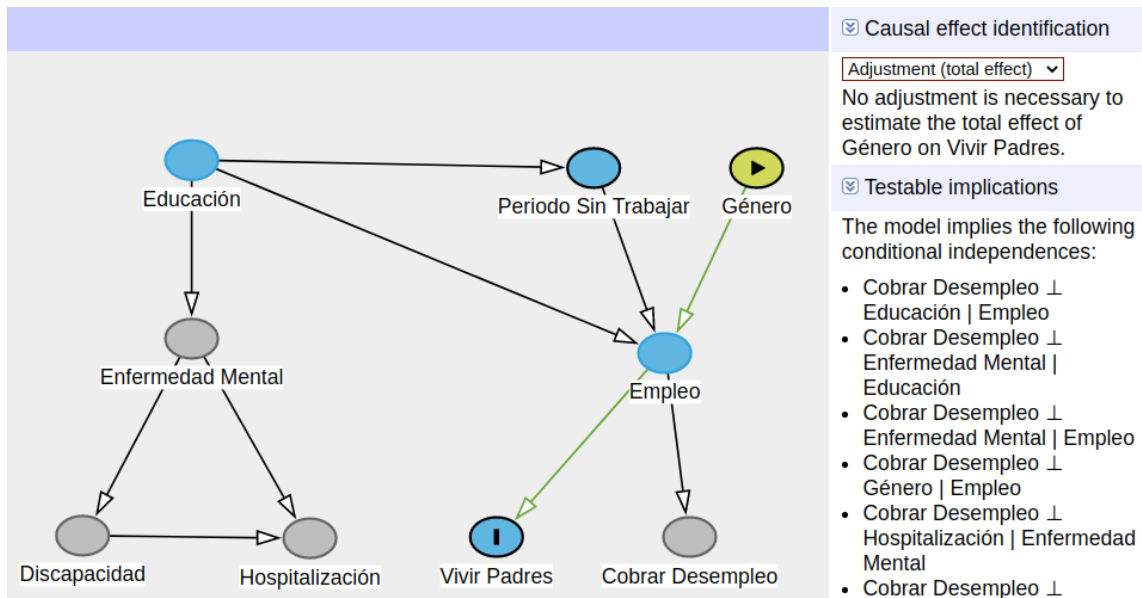 Educación
Periodo Sin Trabajar
Género
Enfermedad Mental
Empleo
Discapacidad
Hospitalización
Vivir Padres
Cobrar Desempleo
Causal effect identification
Adjustment (total effect)
No adjustment is necessary to
estimate the total effect of
Género on Vivir Padres.
Testable implications
The model implies the following
conditional independences:
• Cobrar Desempleo ⊥
Educación | Empleo
• Cobrar Desempleo ⊥
Enfermedad Mental |
Educación
• Cobrar Desempleo ⊥
Enfermedad Mental | Empleo
• Cobrar Desempleo ⊥
Género | Empleo
• Cobrar Desempleo ⊥
Hospitalización | Enfermedad
Mental
• Cobrar Desempleo ⊥